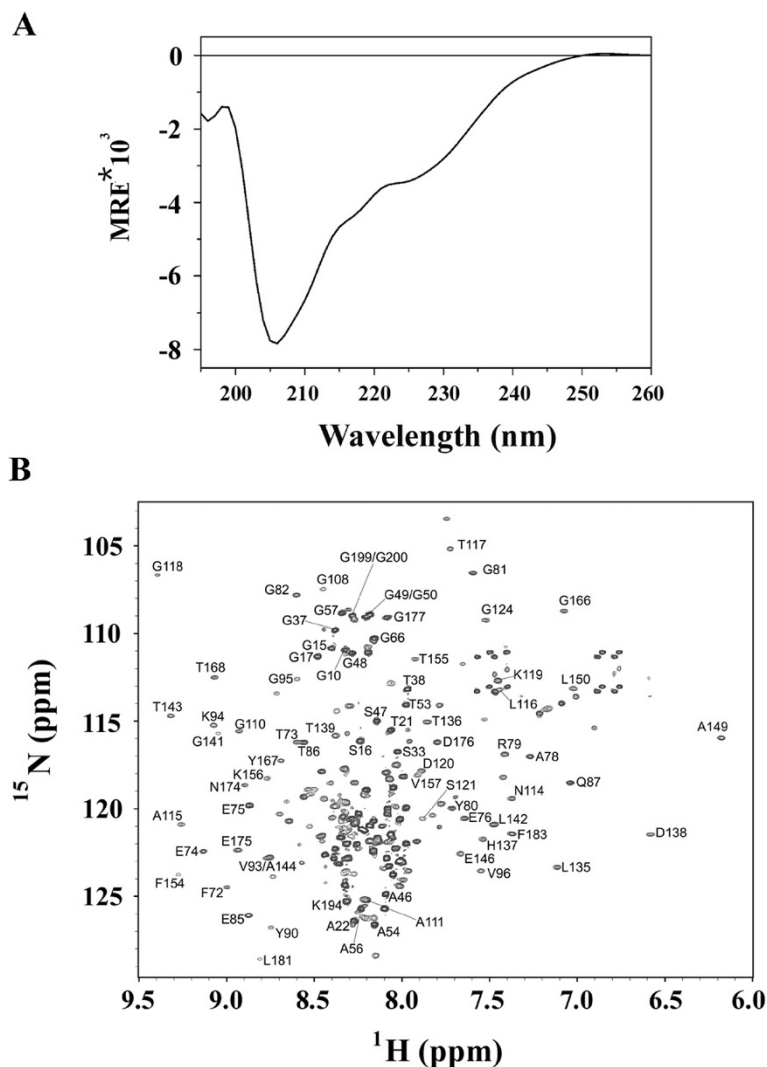 A
0
-2
-4
-6
-8
MRE*10³
200 210 220 230 240 250 260
Wavelength (nm)
B
105
110
115
120
125
¹⁵N (ppm)
G118
G108
G199/G200
T117
G81
G82
G57
G49/G50
G177
G124
G166
G37
G15
G17
G10
G48
G66
T155
K119
L150
T168
G95
T38
L116
T143
K94
G110
G141
T73
T139
S47
T53
T136
A149
T86
S16
T21
S33
D176
R79
A78
Y167
K156
D120
V157
S121
N114
Q87
N174
E75
Y80
E76
L142
A115
F183
D138
E175
H137
E74
V93/A144
E146
V96
L135
F154
F72
K194
A46
A111
E85
Y90
A22
A54
A56
L181
9.5 9.0 8.5 8.0 7.5 7.0 6.5 6.0
¹H (ppm)